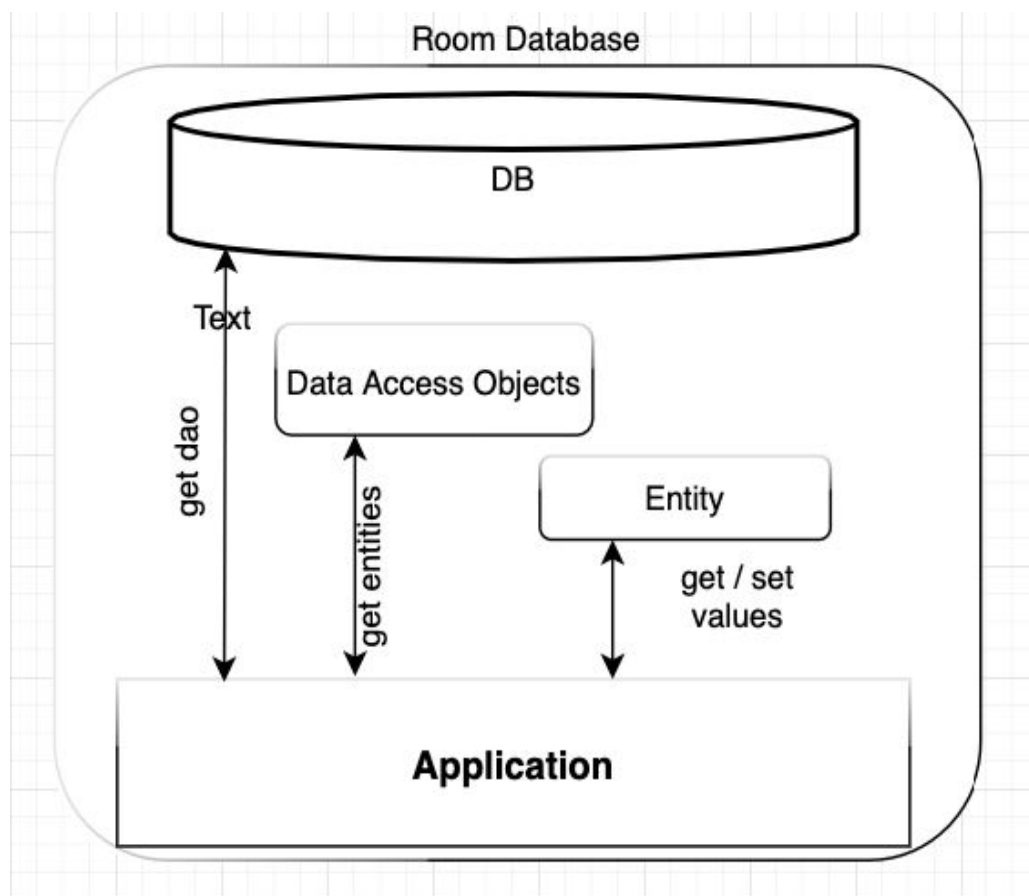 Room Database
DB
Text
get dao
Data Access Objects
get entities
Entity
get / set
values
Application